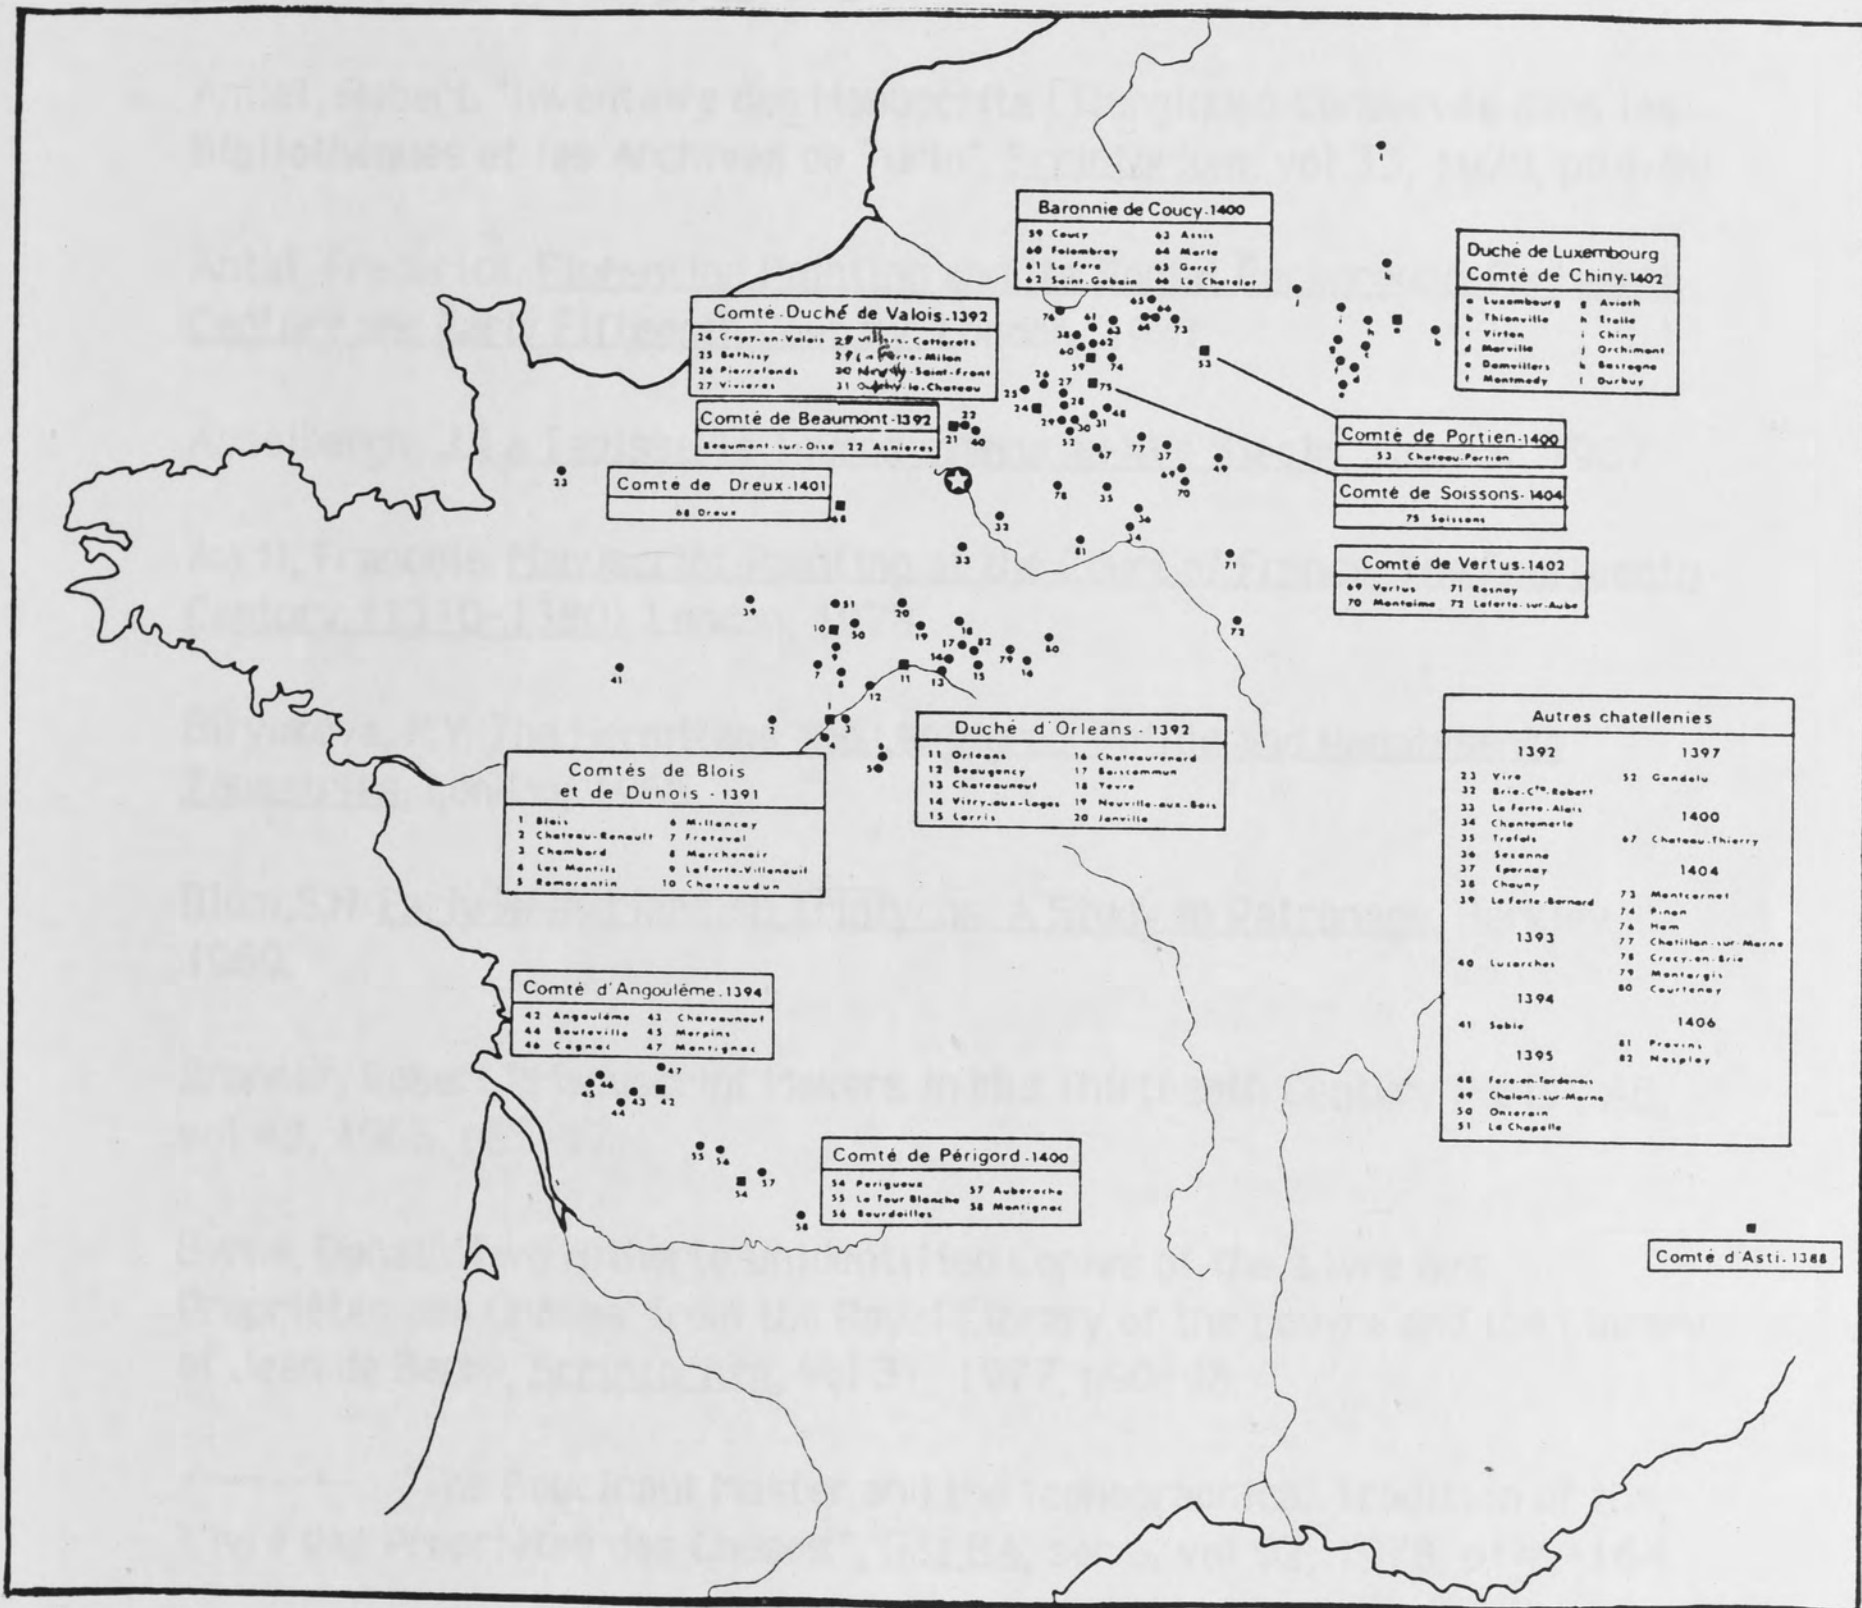 Baronnie de Coucy-1400
59 Coucy 63 Assis
60 Folembray 64 Marle
61 La Fere 65 Gercy
62 Saint-Gobain 66 Le Chatelet
Duché de Luxembourg
Comté de Chiny-1402
a Luxembourg g Avioth
b Thionville h Etalle
c Virton i Chiny
d Marville j Orchimont
e Damvillers k Bastogne
f Montmedy l Durbuy
Comté-Duché de Valois-1392
24 Crepy-en-Valois 28 Villers-Cotterets
25 Bethisy 29 La Ferte-Milon
26 Pierrefonds 30 Neuilly-Saint-Front
27 Vivieres 31 Oulchy-le-Chateau
Comté de Beaumont-1392
Beaumont-sur-Oise 22 Asnieres
Comté de Dreux-1401
68 Dreux
Comté de Portien-1400
53 Chateau-Portien
Comté de Soissons-1404
75 Soissons
Comté de Vertus-1402
69 Vertus 71 Rosnay
70 Montaime 72 Laferte-sur-Aube
Comtés de Blois
et de Dunois - 1391
1 Blois 6 Millancay
2 Chateau-Renault 7 Freteval
3 Chambord 8 Marchenoir
4 Les Montils 9 La Ferte-Villeneuil
5 Romorantin 10 Chateaudun
Duché d'Orleans - 1392
11 Orleans 16 Chateaurenard
12 Beaugency 17 Boiscommun
13 Chateauneuf 18 Yevre
14 Vitry-aux-Loges 19 Neuville-aux-Bois
15 Lorris 20 Janville
Autres chatellenies
1392
23 Vire
32 Brie-Cte-Robert
33 La Ferte-Alais
34 Chantemerle
35 Trefols
36 Sezanne
37 Epernay
38 Chauny
39 La Ferte-Bernard
1393
40 Luzarches
1394
41 Sable
1395
48 Fere-en-Tardenois
49 Chalons-sur-Marne
50 Onzerain
51 La Chapelle
1397
52 Gandelu
1400
67 Chateau-Thierry
1404
73 Montcornet
74 Pinon
76 Ham
77 Chatillon-sur-Marne
78 Crecy-en-Brie
79 Montargis
80 Courtenay
1406
81 Provins
82 Nesploy
Comté d'Angoulême-1394
42 Angoulême 43 Chateauneuf
44 Bouteville 45 Merpins
46 Cognac 47 Montignac
Comté de Périgord-1400
54 Perigueux 57 Auberoche
55 La Tour Blanche 58 Montignac
56 Bourdeilles
Comté d'Asti-1388